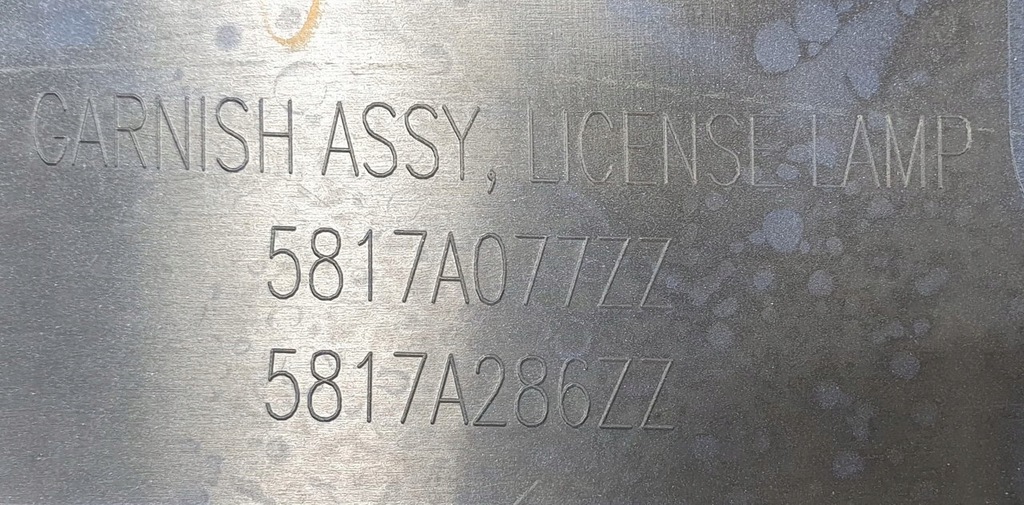 GARNISH ASSY, LICENSE LAMP
5817A077ZZ
5817A286ZZ